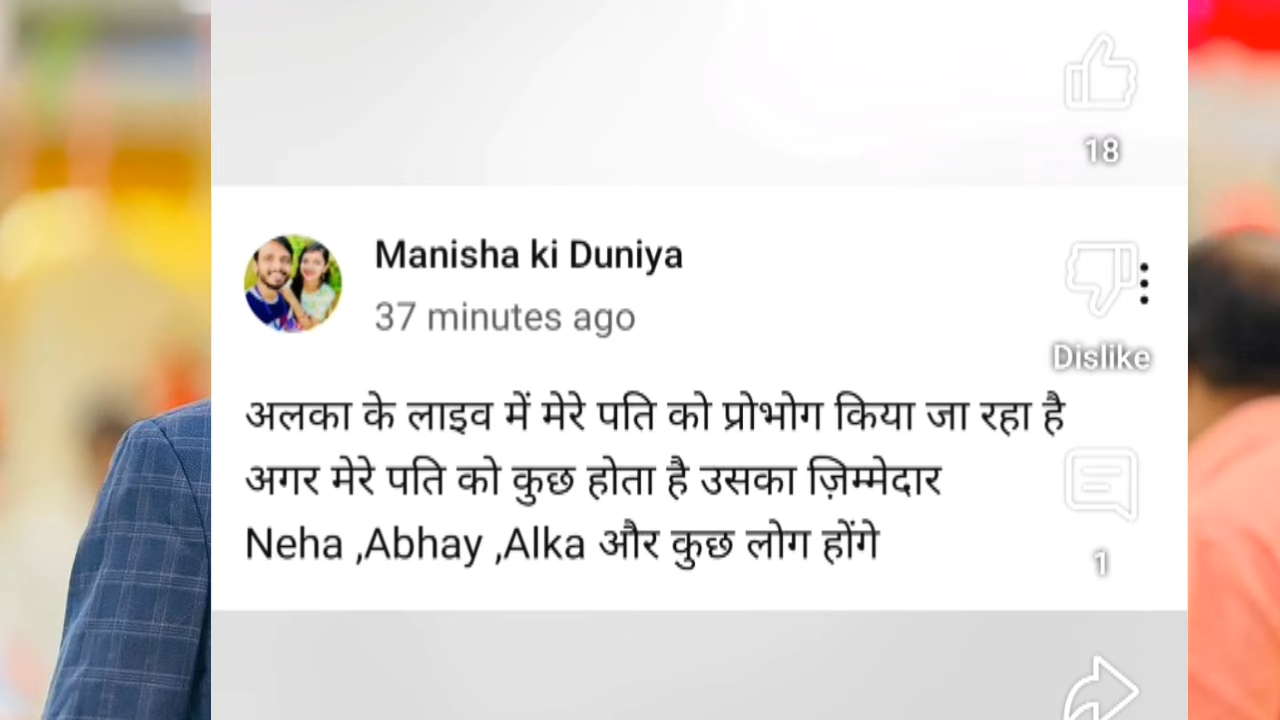 18
Manisha ki Duniya
37 minutes ago
Dislike
अलका के लाइव में मेरे पति को प्रोभोग किया जा रहा है
अगर मेरे पति को कुछ होता है उसका ज़िम्मेदार
Neha ,Abhay ,Alka और कुछ लोग होंगे
1